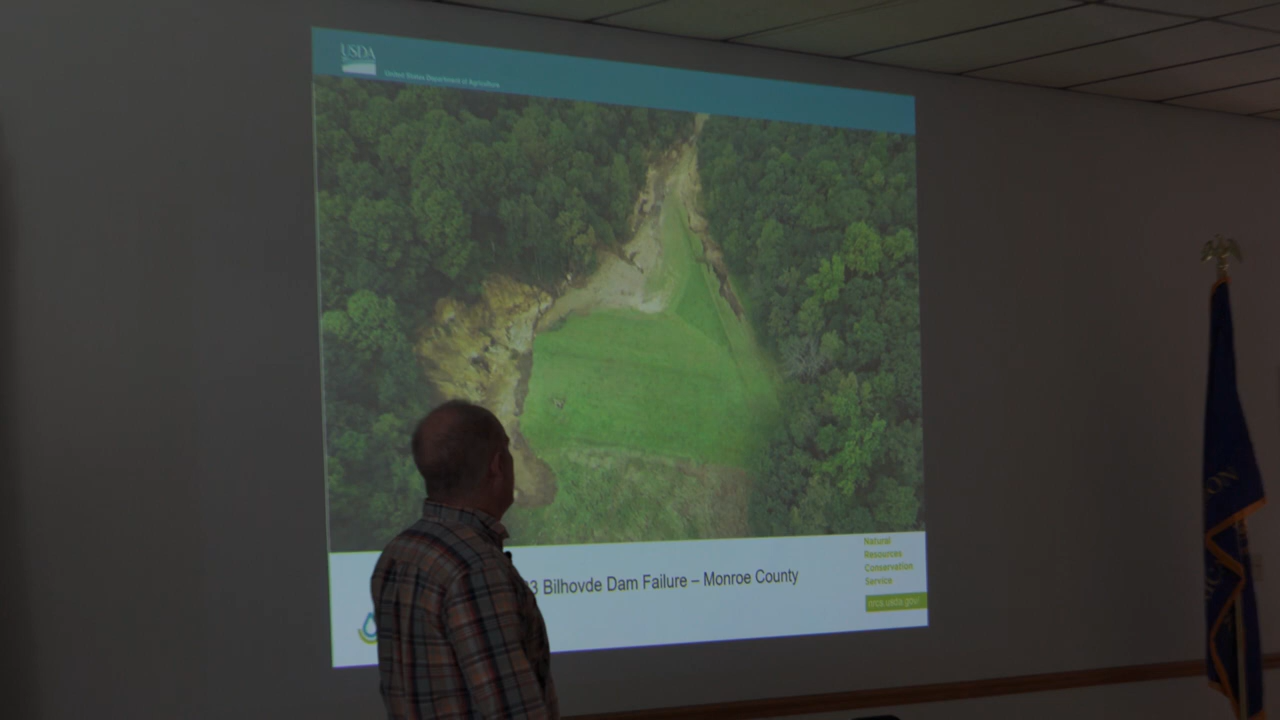 USDA
United States Department of Agriculture
3 Bilhovde Dam Failure – Monroe County
Natural
Resources
Conservation
Service
nrcs.usda.gov
ON